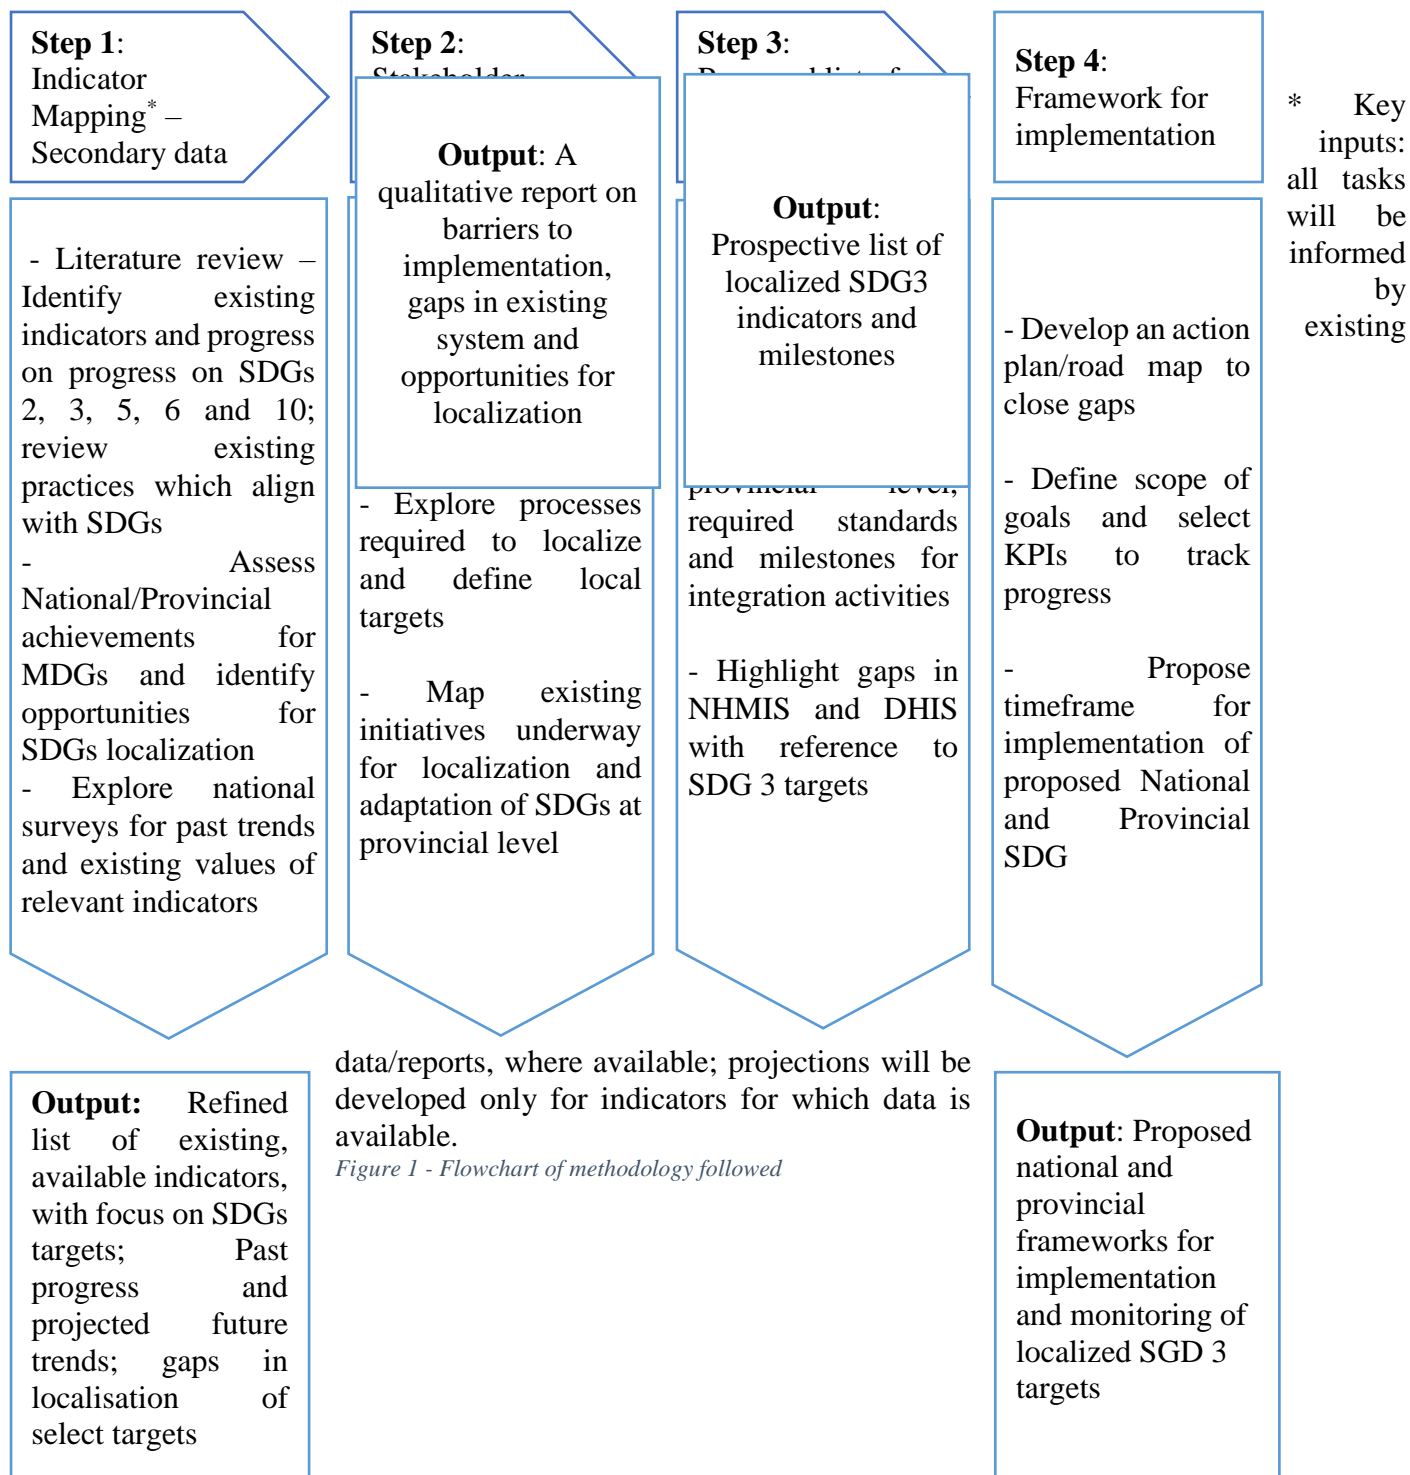 Step 1:
Indicator
Mapping* –
Secondary data
- Literature review –
Identify existing
indicators and progress
on progress on SDGs
2, 3, 5, 6 and 10;
review existing
practices which align
with SDGs
- Assess
National/Provincial
achievements for
MDGs and identify
opportunities for
SDGs localization
- Explore national
surveys for past trends
and existing values of
relevant indicators
Output: Refined
list of existing,
available indicators,
with focus on SDGs
targets; Past
progress and
projected future
trends; gaps in
localisation of
select targets
Step 2:
Stakeholder
Output: A
qualitative report on
barriers to
implementation,
gaps in existing
system and
opportunities for
localization
- Explore processes
required to localize
and define local
targets
- Map existing
initiatives underway
for localization and
adaptation of SDGs at
provincial level
Step 3:
Output:
Prospective list of
localized SDG3
indicators and
milestones
provincial level,
required standards
and milestones for
integration activities
- Highlight gaps in
NHMIS and DHIS
with reference to
SDG 3 targets
Step 4:
Framework for
implementation
- Develop an action
plan/road map to
close gaps
- Define scope of
goals and select
KPIs to track
progress
- Propose
timeframe for
implementation of
proposed National
and Provincial
SDG
Output: Proposed
national and
provincial
frameworks for
implementation
and monitoring of
localized SGD 3
targets
* Key
inputs:
all tasks
will be
informed
by
existing
data/reports, where available; projections will be
developed only for indicators for which data is
available.
Figure 1 - Flowchart of methodology followed